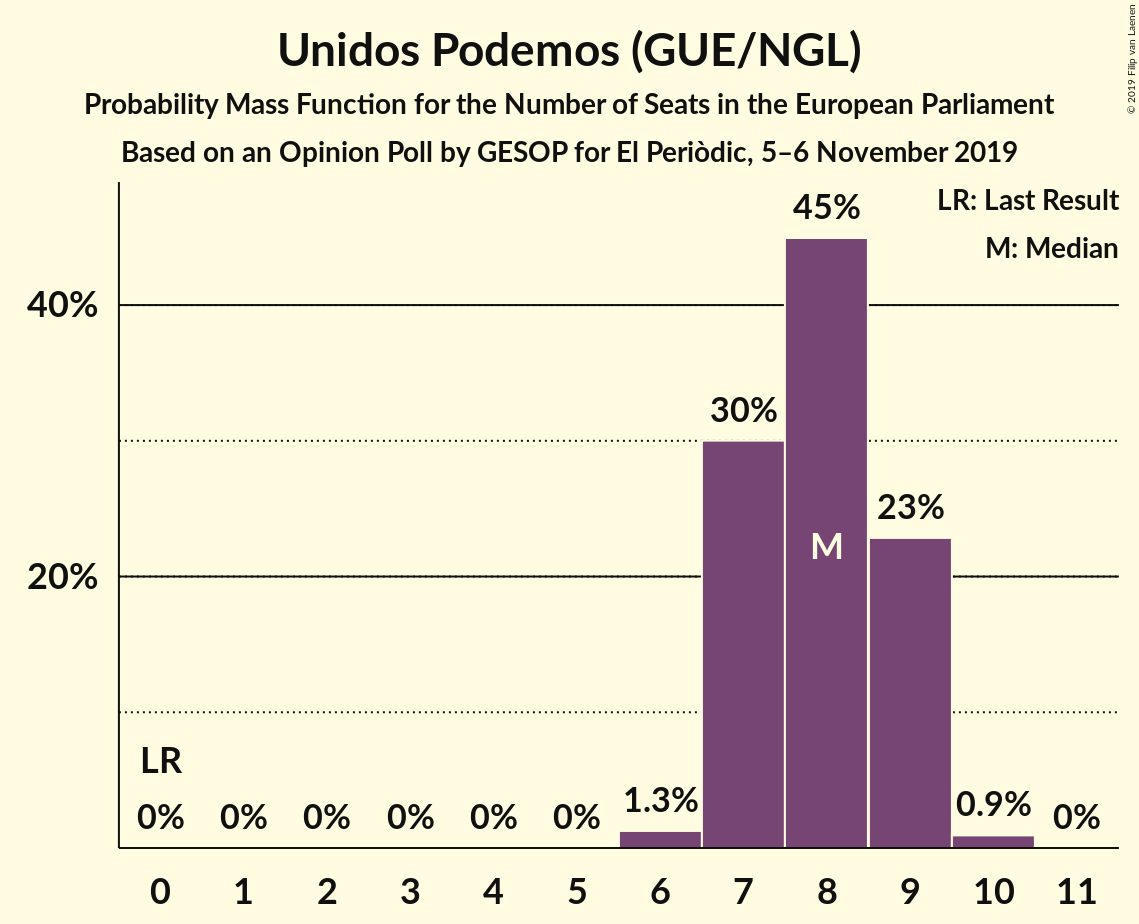 Unidos Podemos (GUE/NGL)
Probability Mass Function for the Number of Seats in the European Parliament
Based on an Opinion Poll by GESOP for El Periòdic, 5–6 November 2019
© 2019 Filip van Laenen
LR: Last Result
M: Median
45%
40%
30%
23%
M
20%
LR
0% 0% 0% 0% 0% 0% 1.3% 0.9% 0%
0 1 2 3 4 5 6 7 8 9 10 11